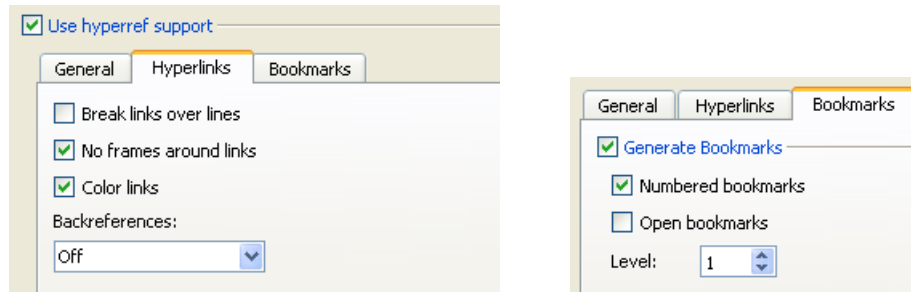 Use hyperref support
General Hyperlinks Bookmarks
Break links over lines
No frames around links
Color links
Backreferences:
Off
General Hyperlinks Bookmarks
Generate Bookmarks
Numbered bookmarks
Open bookmarks
Level: 1